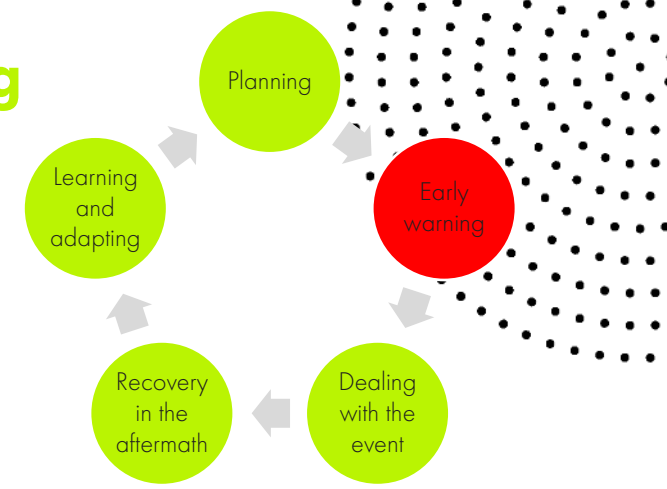 g
Planning
Early
warning
Dealing
with the
event
Recovery
in the
aftermath
Learning
and
adapting